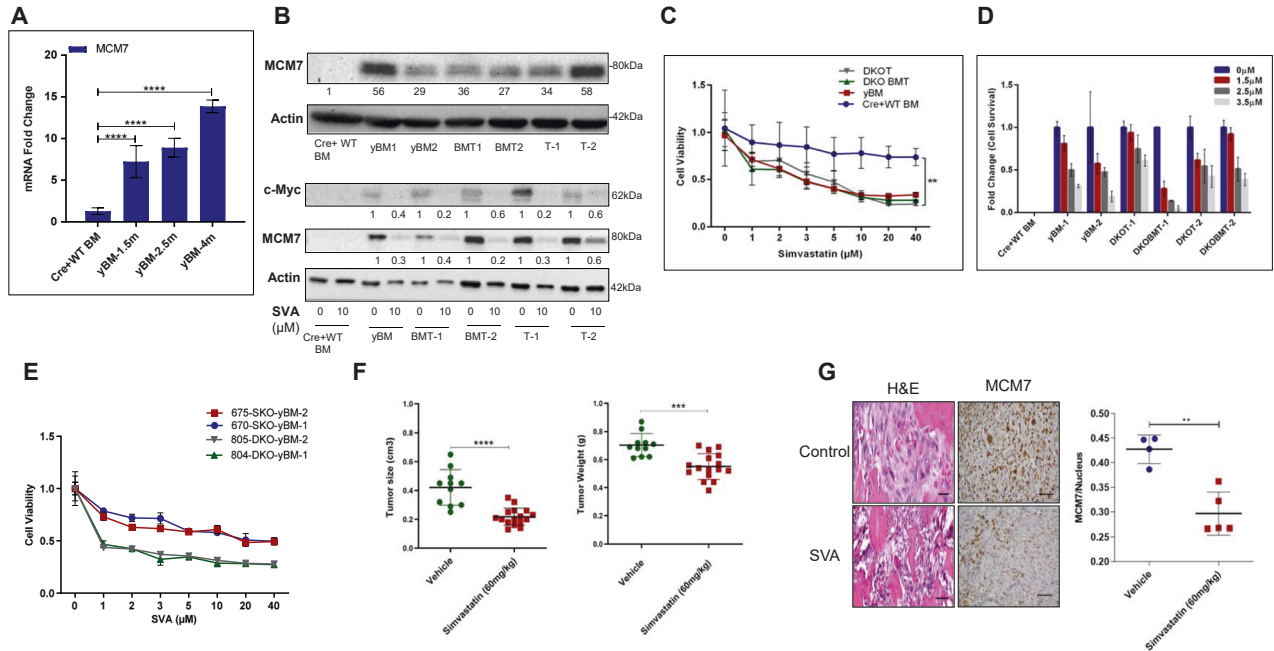 A
MCM7
20
15
10
5
0
mRNA Fold Change
****
****
****
Cre+WT BM
yBM-1.5m
yBM-2.5m
yBM-4m
B
MCM7
-80kDa
1 56 29 36 27 34 58
Actin
-42kDa
Cre+ WT BM
yBM1
yBM2
BMT1
BMT2
T-1
T-2
c-Myc
62kDa
1 0.4 1 0.2 1 0.6 1 0.2 1 0.6
MCM7
80kDa
1 0.3 1 0.4 1 0.2 1 0.3 1 0.6
Actin
42kDa
SVA
(µM)
0 10 0 10 0 10 0 10 0 10 0 10
Cre+WT
BM
yBM
BMT-1
BMT-2
T-1
T-2
C
DKOT
DKO BMT
yBM
Cre+WT BM
1.5
1.0
0.5
0.0
Cell Viability
**
0 1 2 3 5 10 20 40
Simvastatin (µM)
D
0µM
1.5µM
2.5µM
3.5µM
1.5
1.0
0.5
0.0
Fold Change (Cell Survival)
Cre+WT BM
yBM-1
yBM-2
DKOT-1
DKOBMT-1
DKOT-2
DKOBMT-2
E
675-SKO-yBM-2
670-SKO-yBM-1
805-DKO-yBM-2
804-DKO-yBM-1
1.5
1.0
0.5
0.0
Cell Viability
0 1 2 3 5 10 20 40
SVA (µM)
F
1.0
0.8
0.6
0.4
0.2
0.0
Tumor size (cm3)
****
Vehicle
Simvastatin (60mg/kg)
1.0
0.8
0.6
0.4
0.2
0.0
Tumor Weight (g)
***
Vehicle
Simvastatin (60mg/kg)
G
H&E
MCM7
Control
SVA
0.50
0.45
0.40
0.35
0.30
0.25
0.20
MCM7/Nucleus
**
Vehicle
Simvastatin (60mg/kg)